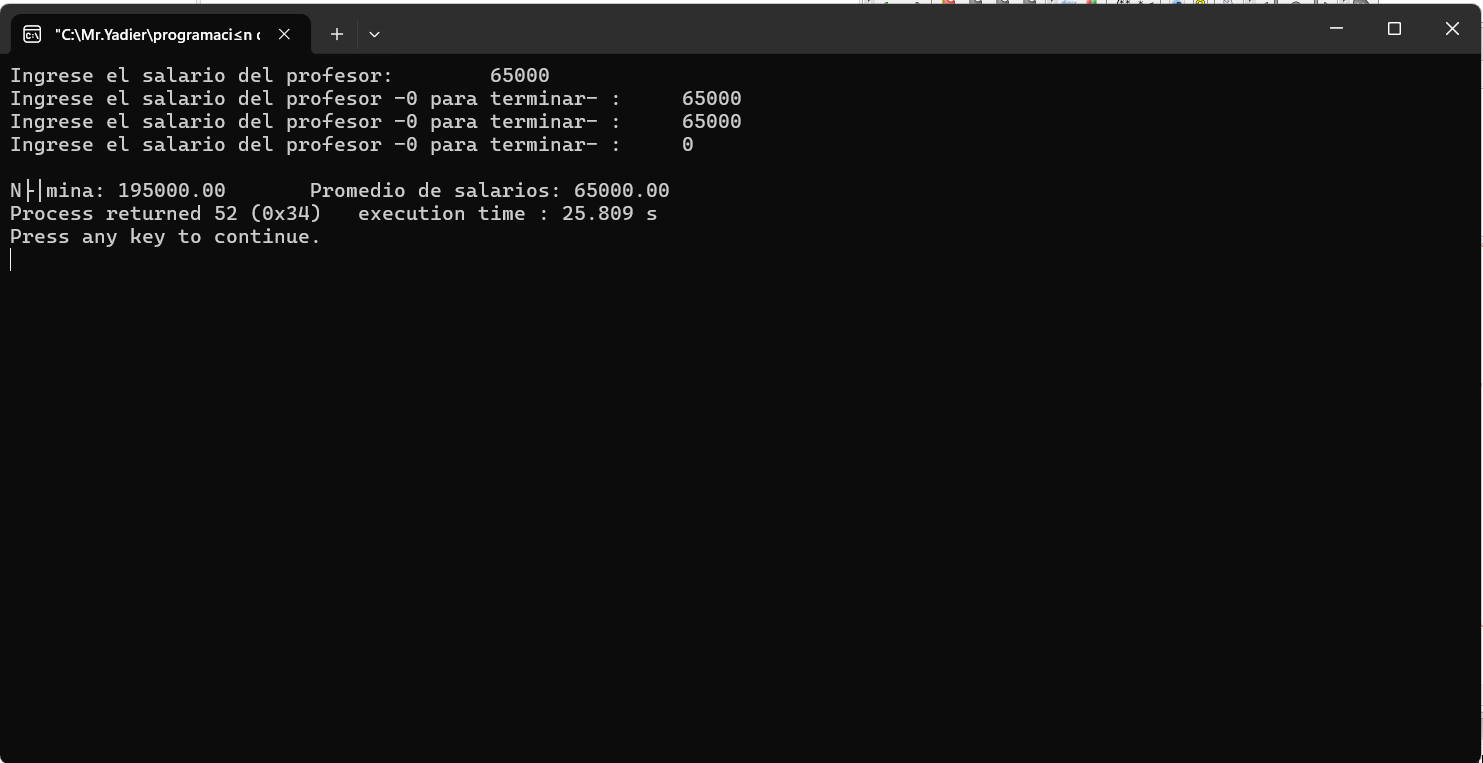 "C:\Mr.Yadier\programaci≤n c
Ingrese el salario del profesor: 65000
Ingrese el salario del profesor -0 para terminar- : 65000
Ingrese el salario del profesor -0 para terminar- : 65000
Ingrese el salario del profesor -0 para terminar- : 0
N├│mina: 195000.00 Promedio de salarios: 65000.00
Process returned 52 (0x34) execution time : 25.809 s
Press any key to continue.